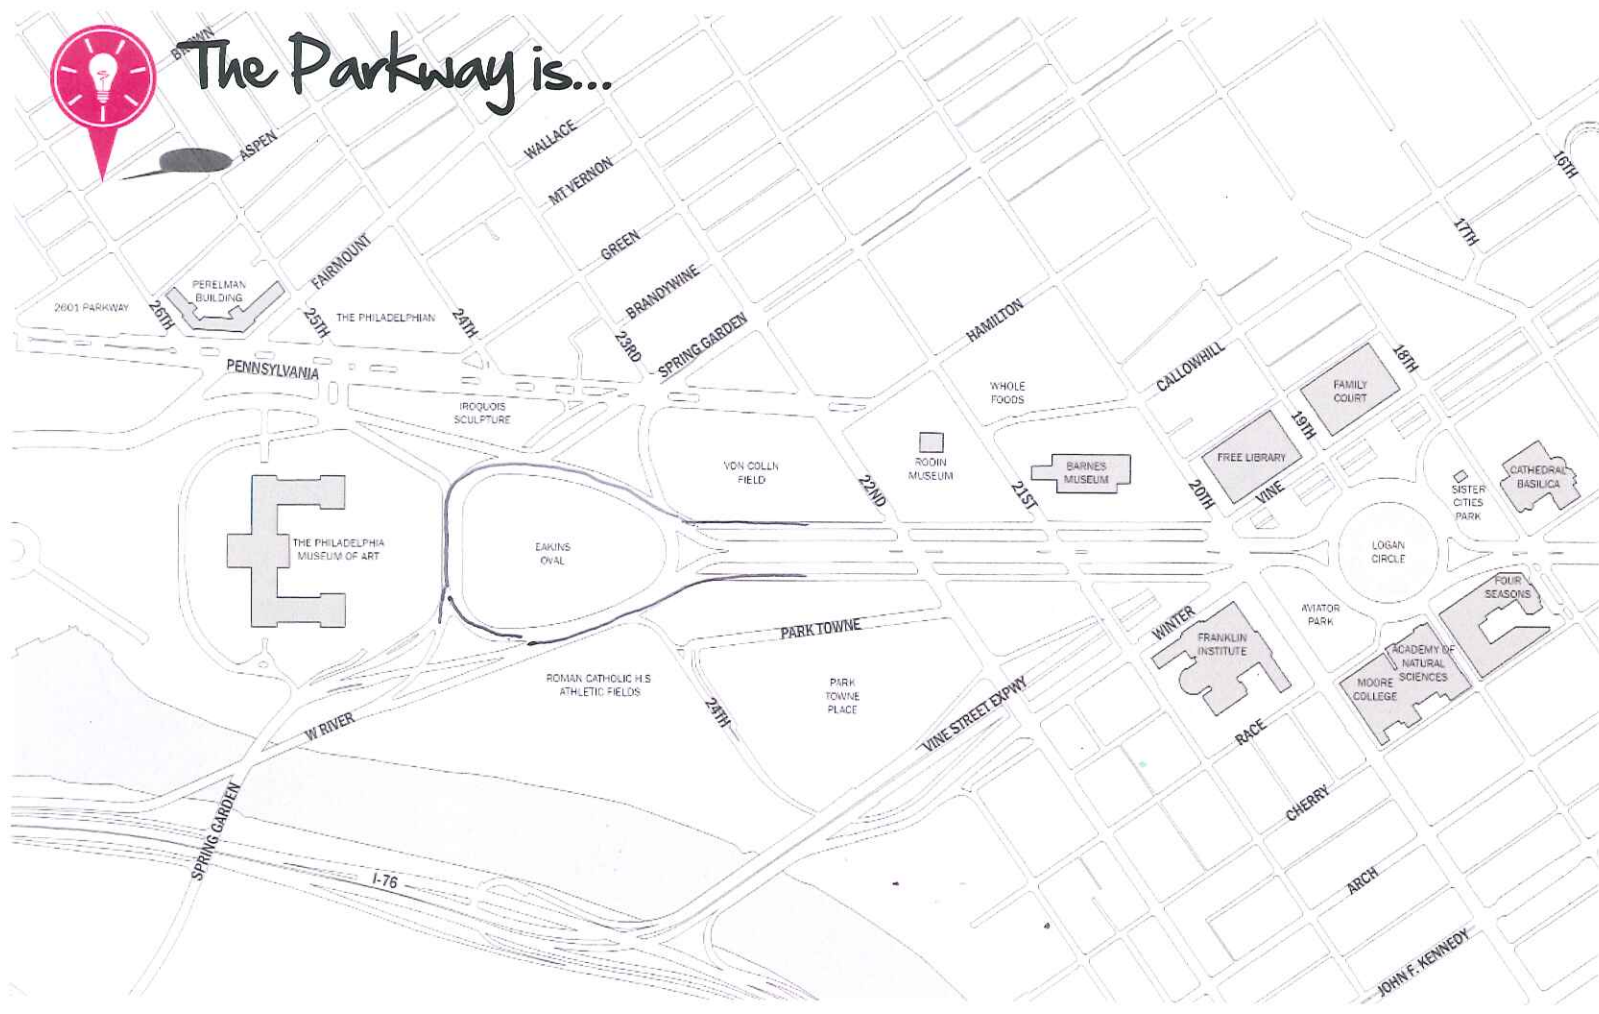 The Parkway is...
BROWN
ASPEN
WALLACE
MT VERNON
GREEN
FAIRMOUNT
BRANDYWINE
SPRING GARDEN
HAMILTON
CALLOWHILL
16TH
17TH
18TH
19TH
20TH
21ST
22ND
23RD
24TH
25TH
26TH
PERELMAN
BUILDING
2601 PARKWAY
THE PHILADELPHIAN
PENNSYLVANIA
IROQUOIS
SCULPTURE
WHOLE
FOODS
FAMILY
COURT
FREE LIBRARY
VINE
VON COLLN
FIELD
RODIN
MUSEUM
BARNES
MUSEUM
SISTER
CITIES
PARK
CATHEDRAL
BASILICA
THE PHILADELPHIA
MUSEUM OF ART
EAKINS
OVAL
LOGAN
CIRCLE
FOUR
SEASONS
AVIATOR
PARK
WINTER
FRANKLIN
INSTITUTE
ACADEMY OF
NATURAL
SCIENCES
MOORE
COLLEGE
PARK TOWNE
ROMAN CATHOLIC H.S
ATHLETIC FIELDS
PARK
TOWNE
PLACE
24TH
W RIVER
VINE STREET EXPWY
RACE
CHERRY
SPRING GARDEN
I-76
ARCH
JOHN F. KENNEDY